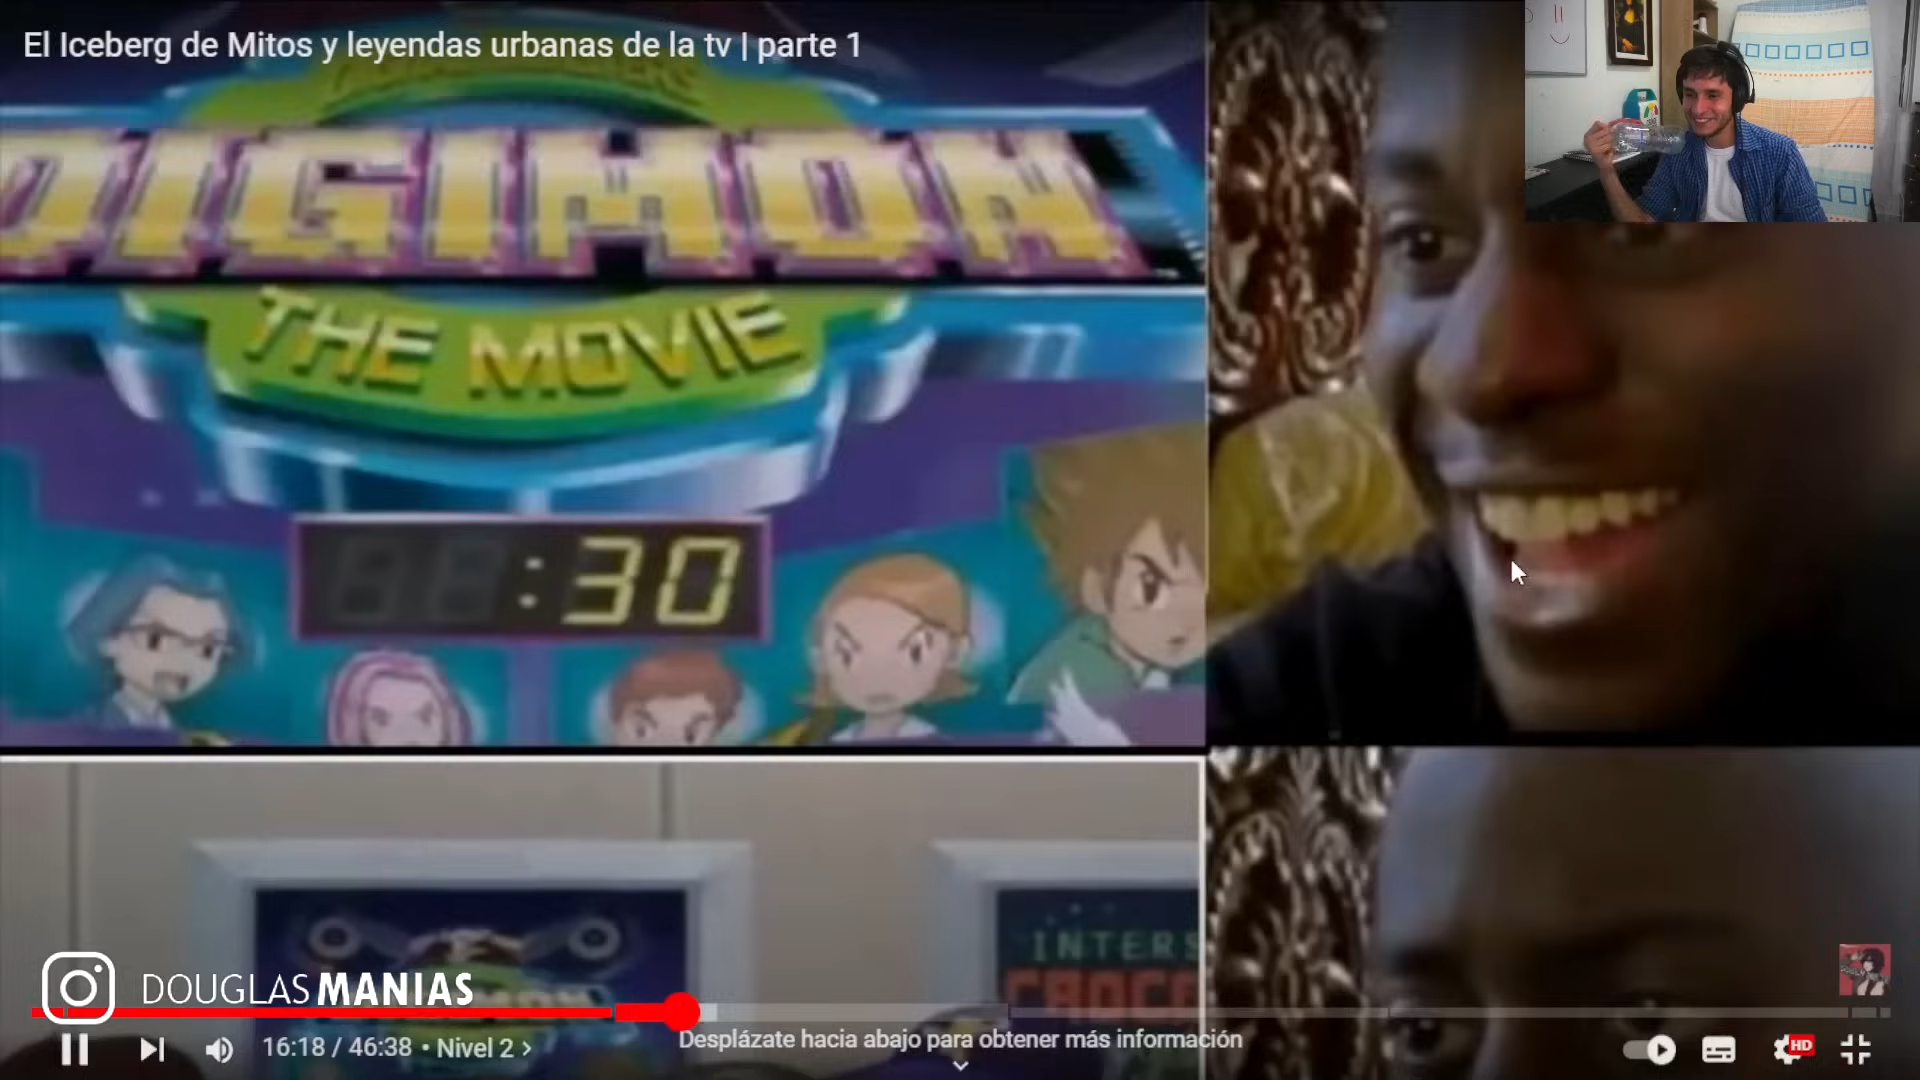 El Iceberg de Mitos y leyendas urbanas de la tv | parte 1
DIGIMON
THE MOVIE
:30
INTERS
CROCE
DOUGLASMANIAS
16:18 / 46:38 • Nivel 2 >
Desplázate hacia abajo para obtener más información
HD